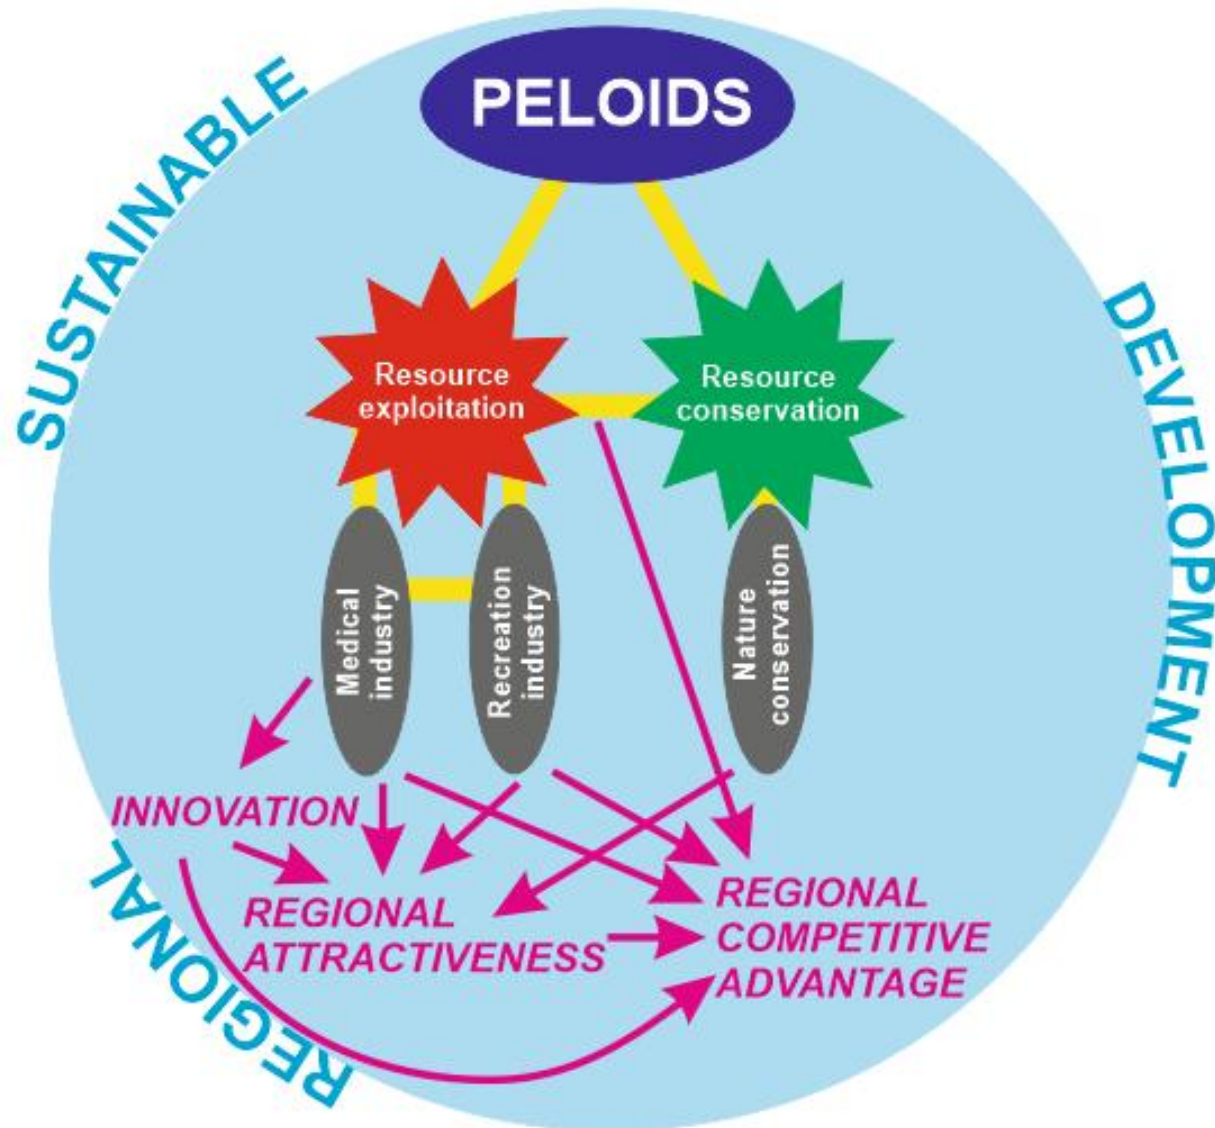 PELOIDS
SUSTAINABLE
REGIONAL
DEVELOPMENT
Resource
exploitation
Resource
conservation
Medical
industry
Recreation
industry
Nature
conservation
INNOVATION
REGIONAL
ATTRACTIVENESS
REGIONAL
COMPETITIVE
ADVANTAGE